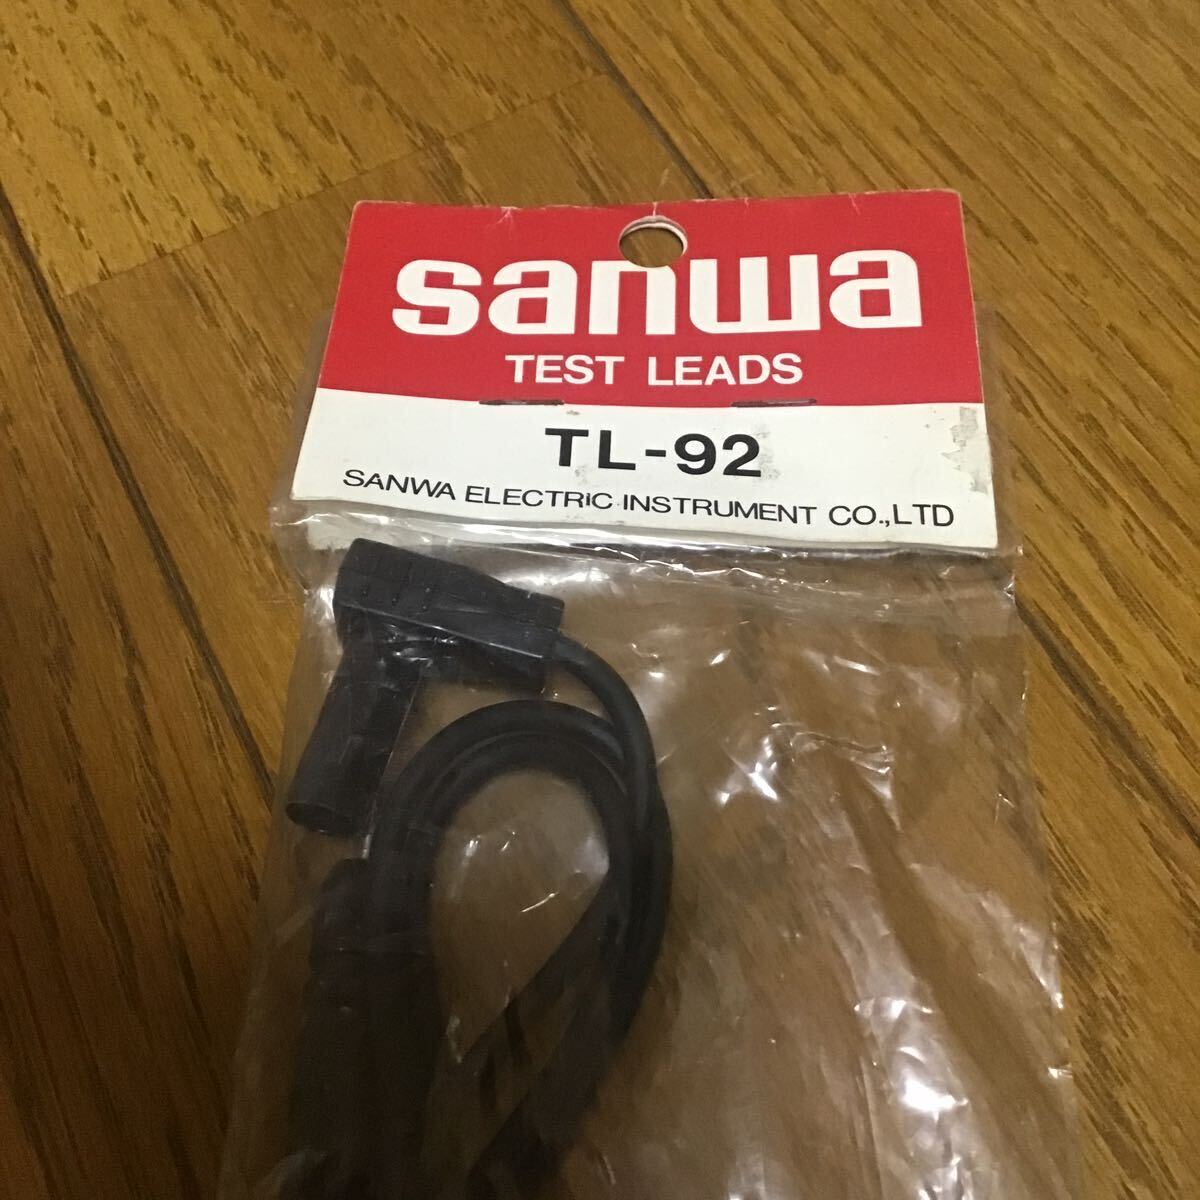 sanwa
TEST LEADS
TL-92
SANWA ELECTRIC INSTRUMENT CO.,LTD